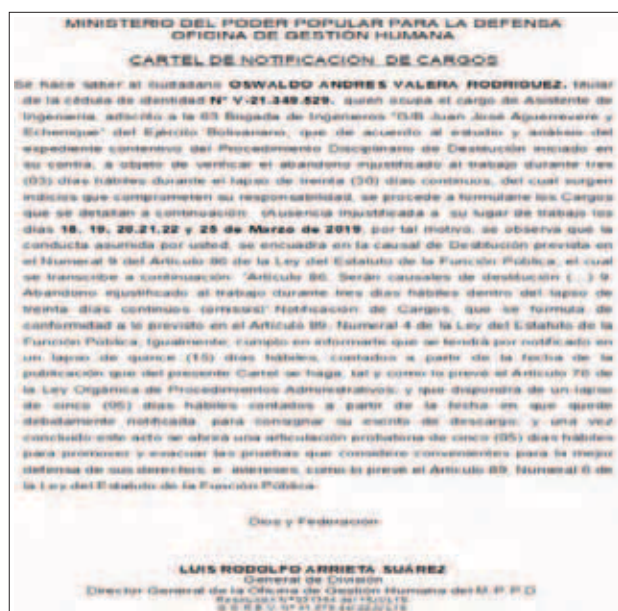 MINISTERIO DEL PODER POPULAR PARA LA DEFENSA
OFICINA DE GESTIÓN HUMANA
CARTEL DE NOTIFICACIÓN DE CARGOS
Se hace saber al ciudadano OSWALDO ANDRES VALERA RODRIGUEZ, titular
de la cédula de identidad N° V-21.349.529, quien ocupa el cargo de Asistente de
Ingeniería, adscrito a la 63 Brigada de Ingenieros "G/B Juan José Aguerrevere y
Echenique" del Ejército Bolivariano, que de acuerdo al estudio y análisis del
expediente contentivo del Procedimiento Disciplinario de Destitución iniciado en
su contra, a objeto de verificar el abandono injustificado al trabajo durante tres
(03) días hábiles durante el lapso de treinta (30) días continuos, del cual surgen
indicios que comprometen su responsabilidad, se procede a formularle los Cargos
que se detallan a continuación: (Ausencia injustificada a su lugar de trabajo los
días 18, 19, 20,21,22 y 25 de Marzo de 2019, por tal motivo, se observa que la
conducta asumida por usted, se encuadra en la causal de Destitución prevista en
el Numeral 9 del Artículo 86 de la Ley del Estatuto de la Función Pública, el cual
se transcribe a continuación: "Artículo 86. Serán causales de destitución (...) 9.
Abandono injustificado al trabajo durante tres días hábiles dentro del lapso de
treinta días continuos (omissis)" Notificación de Cargos, que se formula de
conformidad a lo previsto en el Artículo 89, Numeral 4 de la Ley del Estatuto de la
Función Pública; Igualmente, cumplo en informarle que se tendrá por notificado en
un lapso de quince (15) días hábiles, contados a partir de la fecha de la
publicación que del presente Cartel se haga, tal y como lo prevé el Artículo 76 de
la Ley Orgánica de Procedimientos Administrativos, y que dispondrá de un lapso
de cinco (05) días hábiles contados a partir de la fecha en que quede
debidamente notificada, para consignar su escrito de descargo, y una vez
concluido este acto se abrirá una articulación probatoria de cinco (05) días hábiles
para promover y evacuar las pruebas que considere convenientes para la mejor
defensa de sus derechos e intereses, como lo prevé el Artículo 89, Numeral 6 de
la Ley del Estatuto de la Función Pública.
Dios y Federación
LUIS RODOLFO ARRIETA SUÁREZ
General de División
Director General de la Oficina de Gestión Humana del M.P.P.D